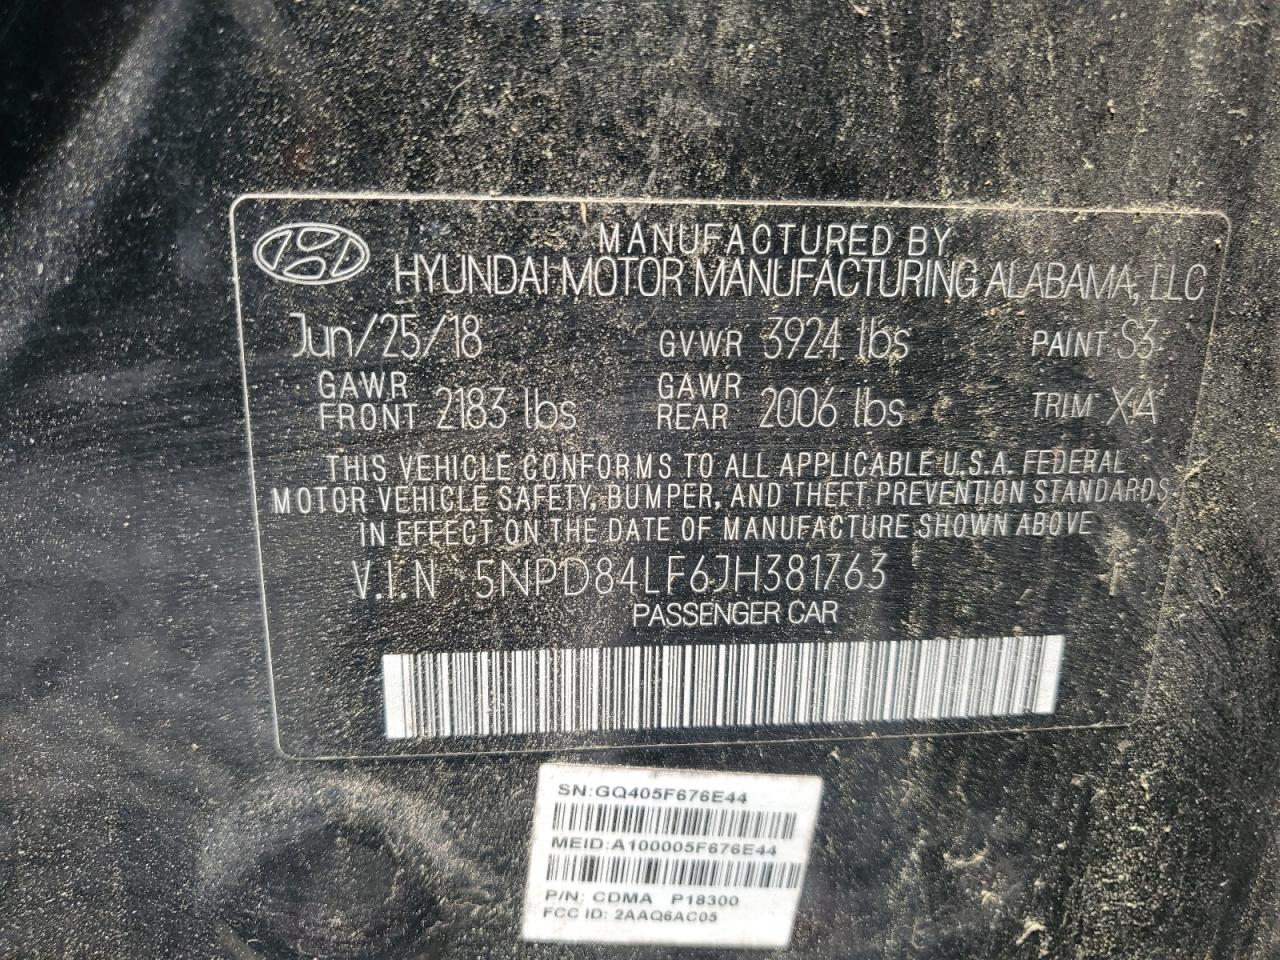 MANUFACTURED BY
HYUNDAI MOTOR MANUFACTURING ALABAMA, LLC
Jun/25/18 GVWR 3924 lbs PAINT S3
GAWR FRONT 2183 lbs GAWR REAR 2006 lbs TRIM X4
THIS VEHICLE CONFORMS TO ALL APPLICABLE U.S.A. FEDERAL
MOTOR VEHICLE SAFETY, BUMPER, AND THEFT PREVENTION STANDARDS
IN EFFECT ON THE DATE OF MANUFACTURE SHOWN ABOVE
V.I.N 5NPD84LF6JH381763
PASSENGER CAR
SN:GQ405F676E44
MEID:A100005F676E44
P/N: CDMA P18300
FCC ID: 2AAQ6AC05